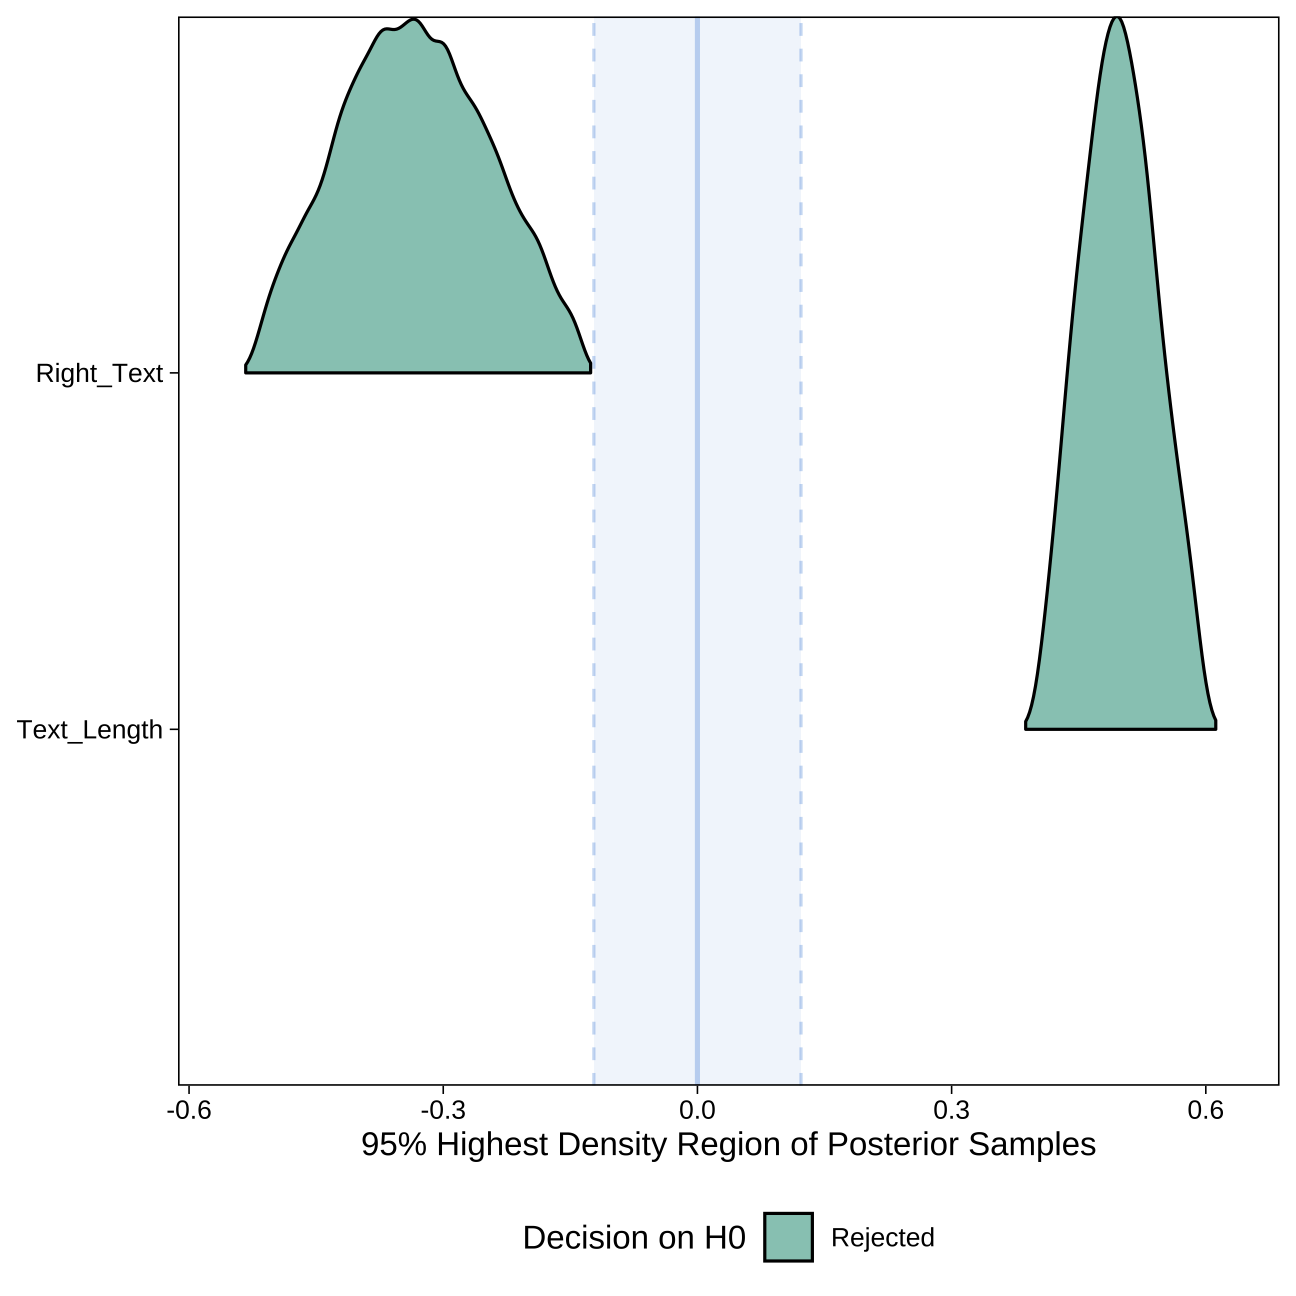 Right_Text
Text_Length
-0.6 -0.3 0.0 0.3 0.6
95% Highest Density Region of Posterior Samples
Decision on H0 Rejected